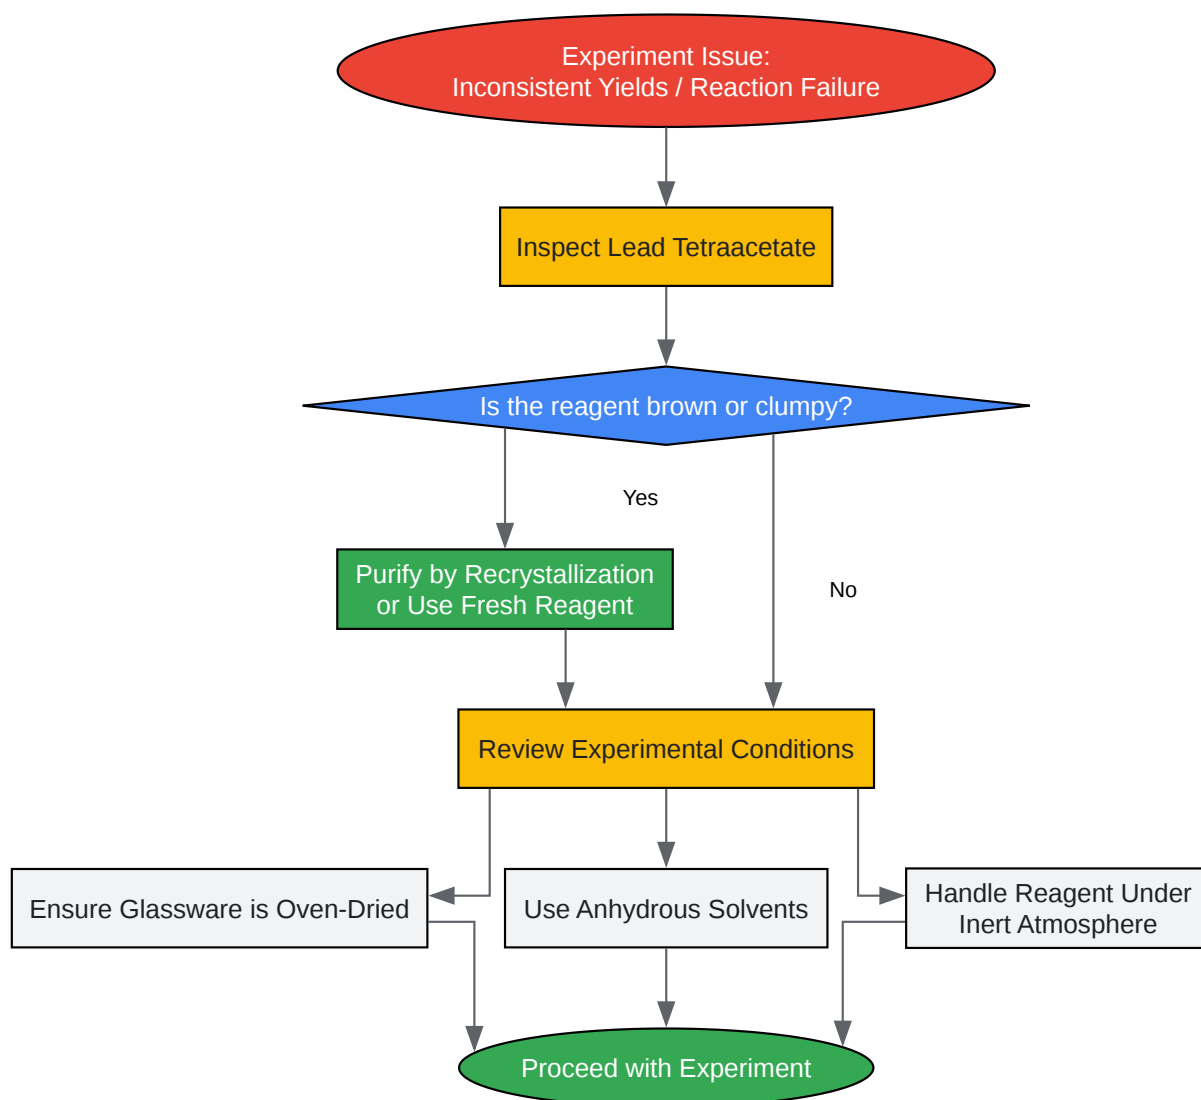 Experiment Issue:
Inconsistent Yields / Reaction Failure
Inspect Lead Tetraacetate
Is the reagent brown or clumpy?
Yes
Purify by Recrystallization
or Use Fresh Reagent
No
Review Experimental Conditions
Ensure Glassware is Oven-Dried
Use Anhydrous Solvents
Handle Reagent Under
Inert Atmosphere
Proceed with Experiment